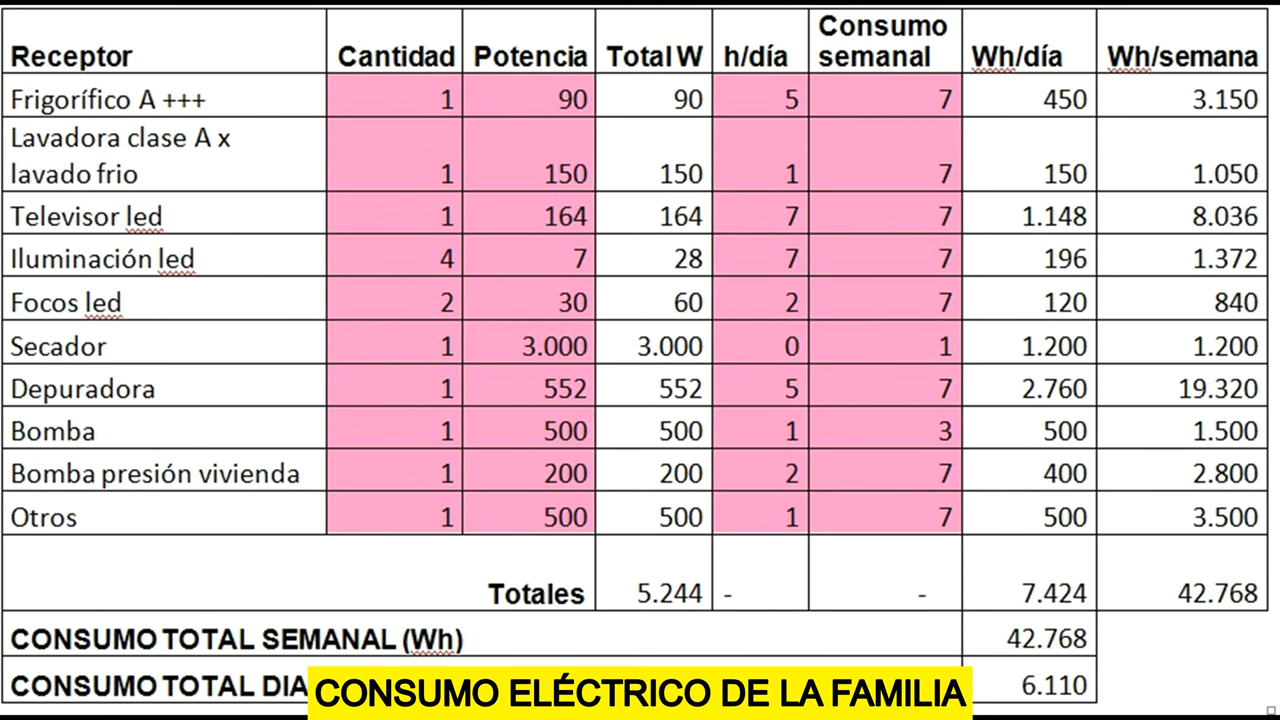 Receptor Cantidad Potencia Total W h/día Consumo semanal Wh/día Wh/semana
Frigorífico A +++ 1 90 90 5 7 450 3.150
Lavadora clase A x
lavado frio 1 150 150 1 7 150 1.050
Televisor led 1 164 164 7 7 1.148 8.036
Iluminación led 4 7 28 7 7 196 1.372
Focos led 2 30 60 2 7 120 840
Secador 1 3.000 3.000 0 1 1.200 1.200
Depuradora 1 552 552 5 7 2.760 19.320
Bomba 1 500 500 1 3 500 1.500
Bomba presión vivienda 1 200 200 2 7 400 2.800
Otros 1 500 500 1 7 500 3.500
Totales 5.244 - - 7.424 42.768
CONSUMO TOTAL SEMANAL (Wh) 42.768
CONSUMO TOTAL DIA 6.110
CONSUMO ELÉCTRICO DE LA FAMILIA